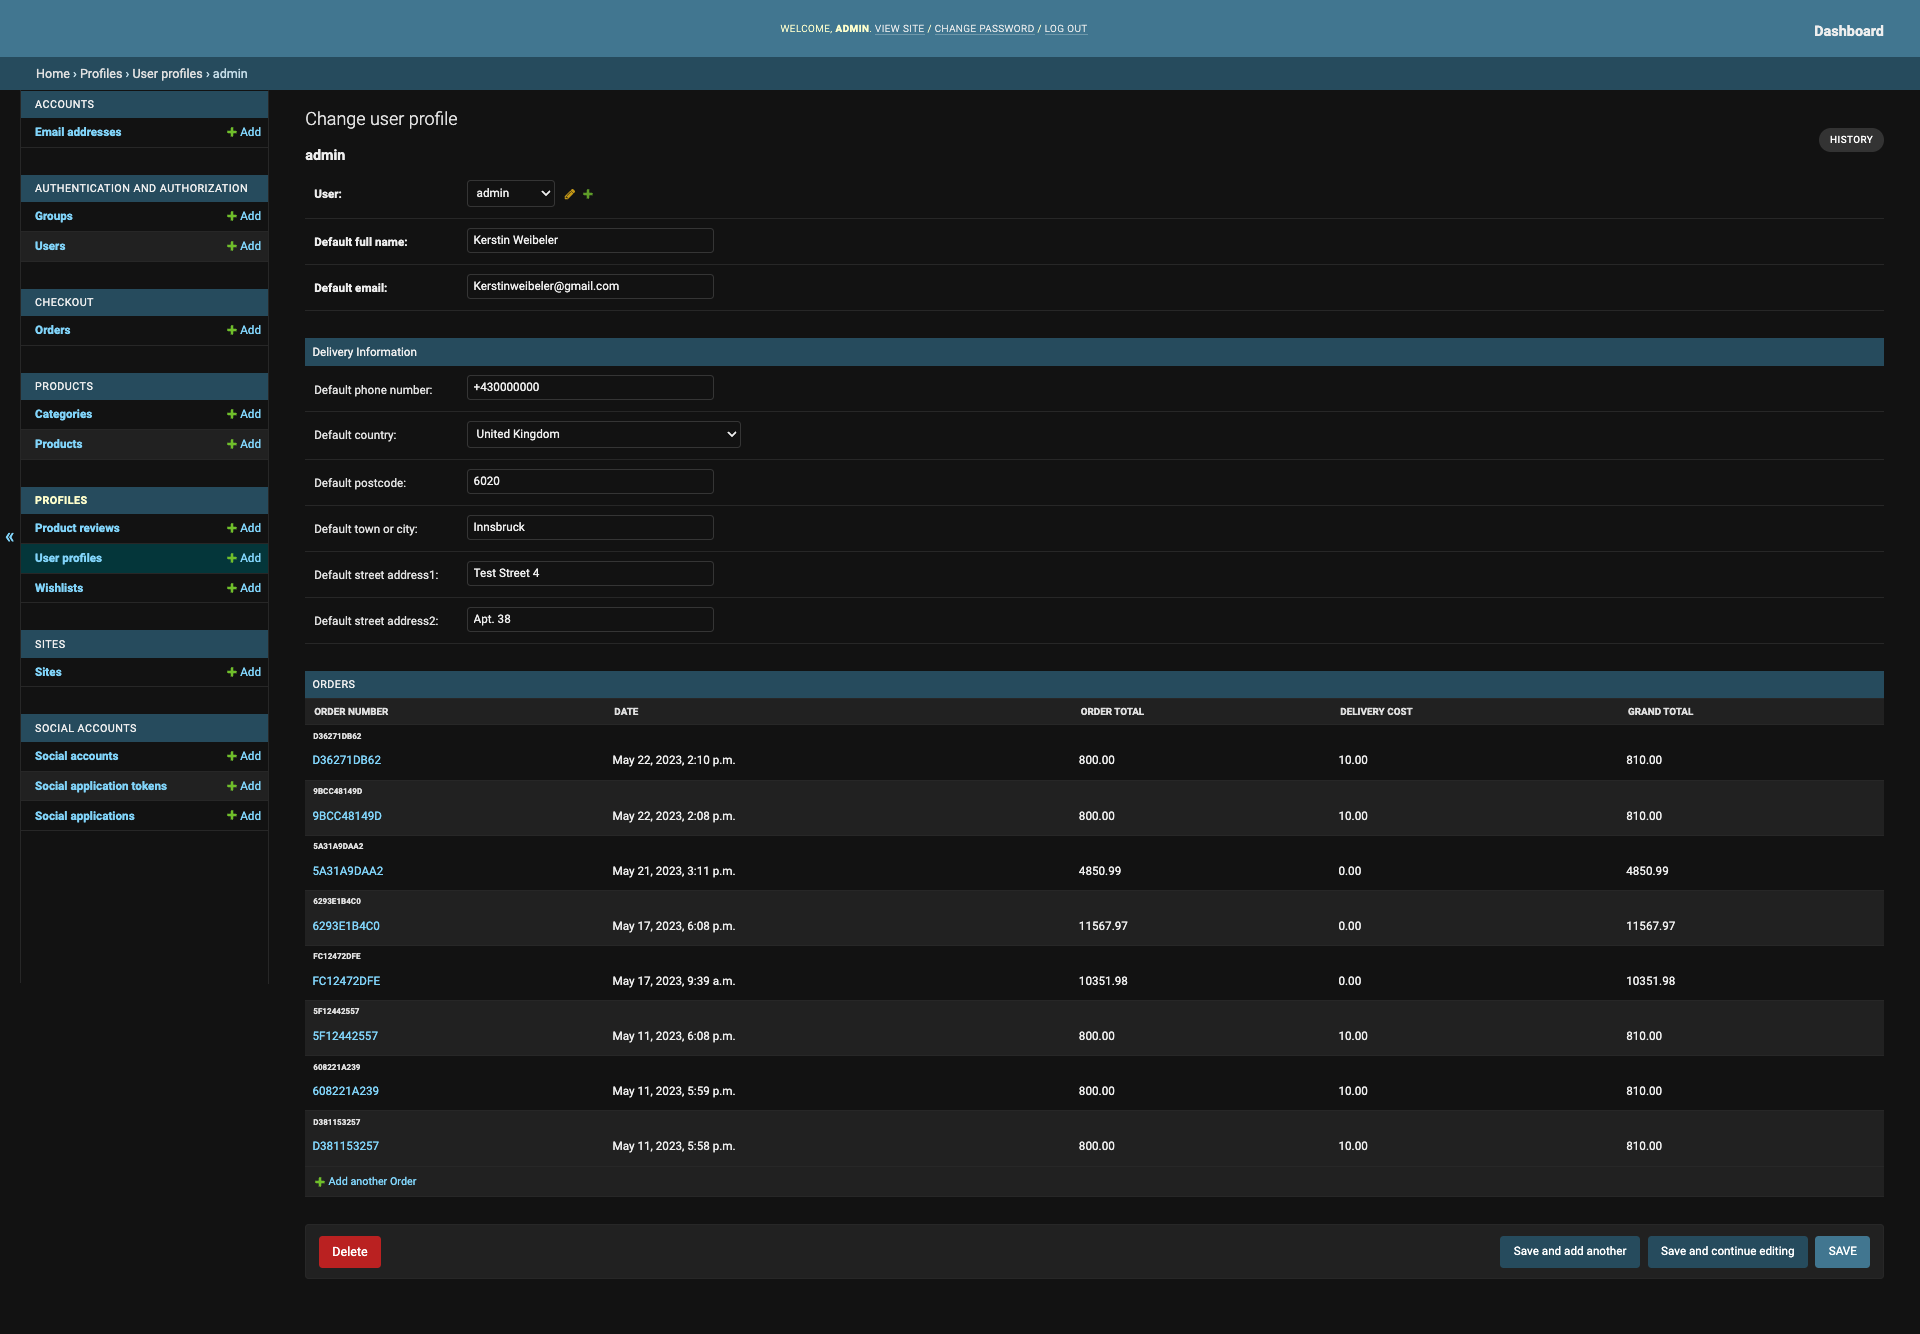 WELCOME, ADMIN. VIEW SITE / CHANGE PASSWORD / LOG OUT
Dashboard
Home › Profiles › User profiles › admin
ACCOUNTS
Email addresses Add
AUTHENTICATION AND AUTHORIZATION
Groups Add
Users Add
CHECKOUT
Orders Add
PRODUCTS
Categories Add
Products Add
PROFILES
Product reviews Add
User profiles Add
Wishlists Add
SITES
Sites Add
SOCIAL ACCOUNTS
Social accounts Add
Social application tokens Add
Social applications Add
«
Change user profile
HISTORY
admin
User: admin
Default full name: Kerstin Weibeler
Default email: Kerstinweibeler@gmail.com
Delivery Information
Default phone number: +430000000
Default country: United Kingdom
Default postcode: 6020
Default town or city: Innsbruck
Default street address1: Test Street 4
Default street address2: Apt. 38
ORDERS
ORDER NUMBER DATE ORDER TOTAL DELIVERY COST GRAND TOTAL
D36271DB62
D36271DB62 May 22, 2023, 2:10 p.m. 800.00 10.00 810.00
9BCC48149D
9BCC48149D May 22, 2023, 2:08 p.m. 800.00 10.00 810.00
5A31A9DAA2
5A31A9DAA2 May 21, 2023, 3:11 p.m. 4850.99 0.00 4850.99
6293E1B4C0
6293E1B4C0 May 17, 2023, 6:08 p.m. 11567.97 0.00 11567.97
FC12472DFE
FC12472DFE May 17, 2023, 9:39 a.m. 10351.98 0.00 10351.98
5F12442557
5F12442557 May 11, 2023, 6:08 p.m. 800.00 10.00 810.00
608221A239
608221A239 May 11, 2023, 5:59 p.m. 800.00 10.00 810.00
D381153257
D381153257 May 11, 2023, 5:58 p.m. 800.00 10.00 810.00
Add another Order
Delete
Save and add another
Save and continue editing
SAVE